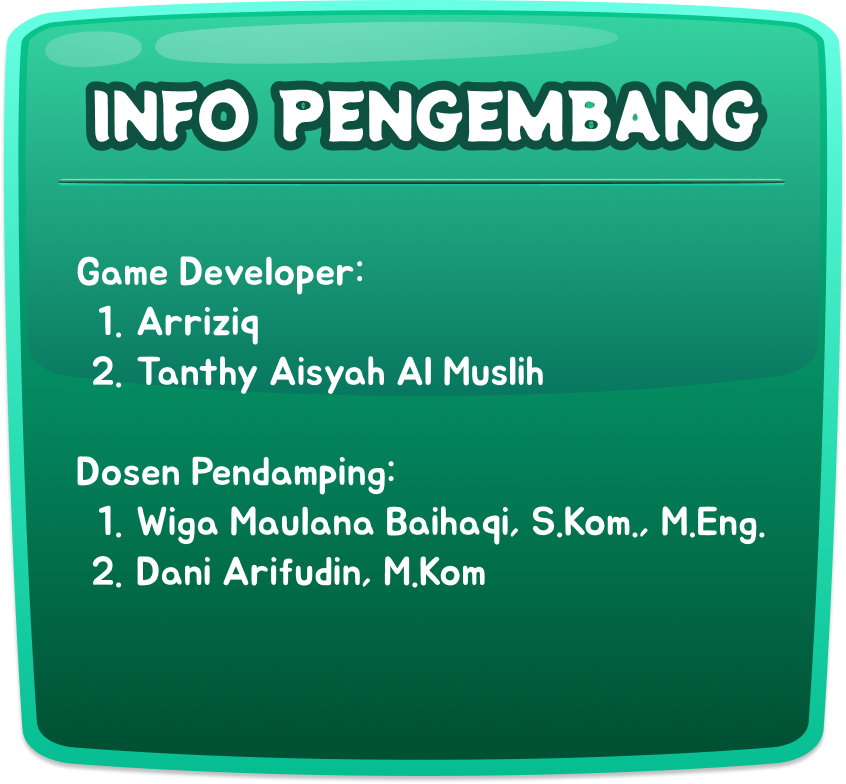 INFO PENGEMBANG
Game Developer:
1. Arriziq
2. Tanthy Aisyah Al Muslih
Dosen Pendamping:
1. Wiga Maulana Baihaqi, S.Kom., M.Eng.
2. Dani Arifudin, M.Kom